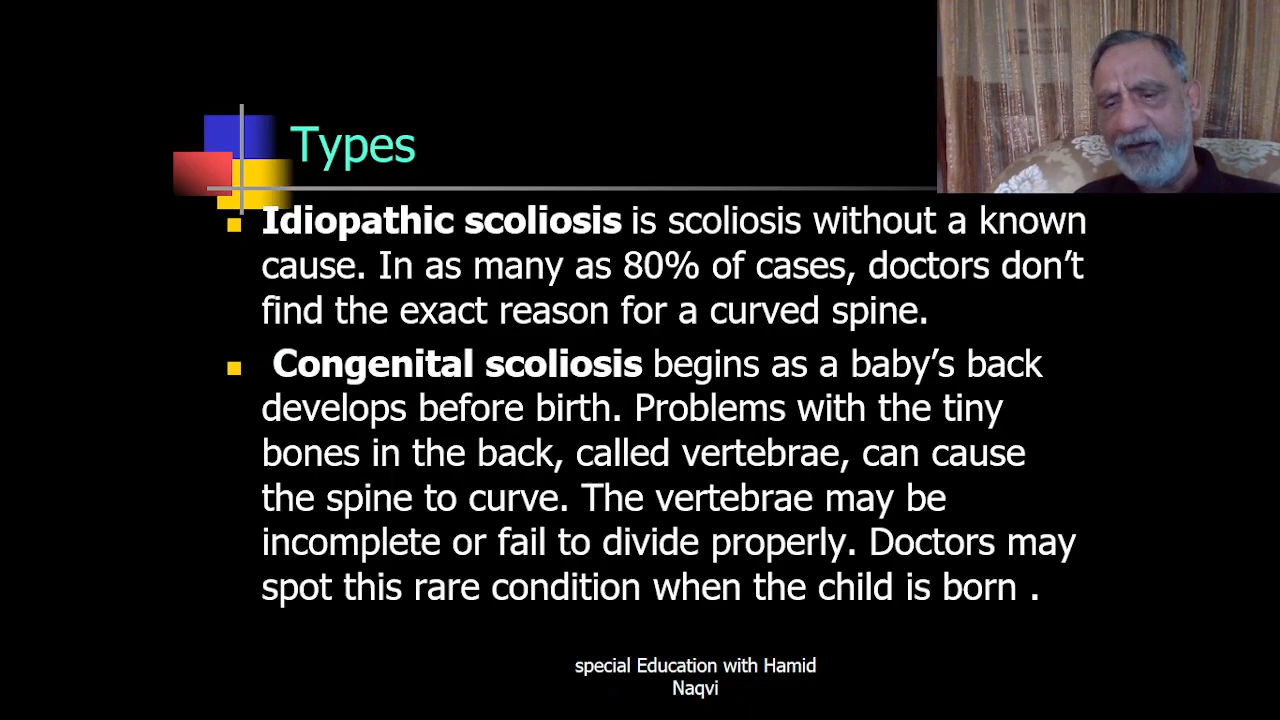 Types
Idiopathic scoliosis is scoliosis without a known
cause. In as many as 80% of cases, doctors don’t
find the exact reason for a curved spine.
Congenital scoliosis begins as a baby’s back
develops before birth. Problems with the tiny
bones in the back, called vertebrae, can cause
the spine to curve. The vertebrae may be
incomplete or fail to divide properly. Doctors may
spot this rare condition when the child is born .
special Education with Hamid
Naqvi